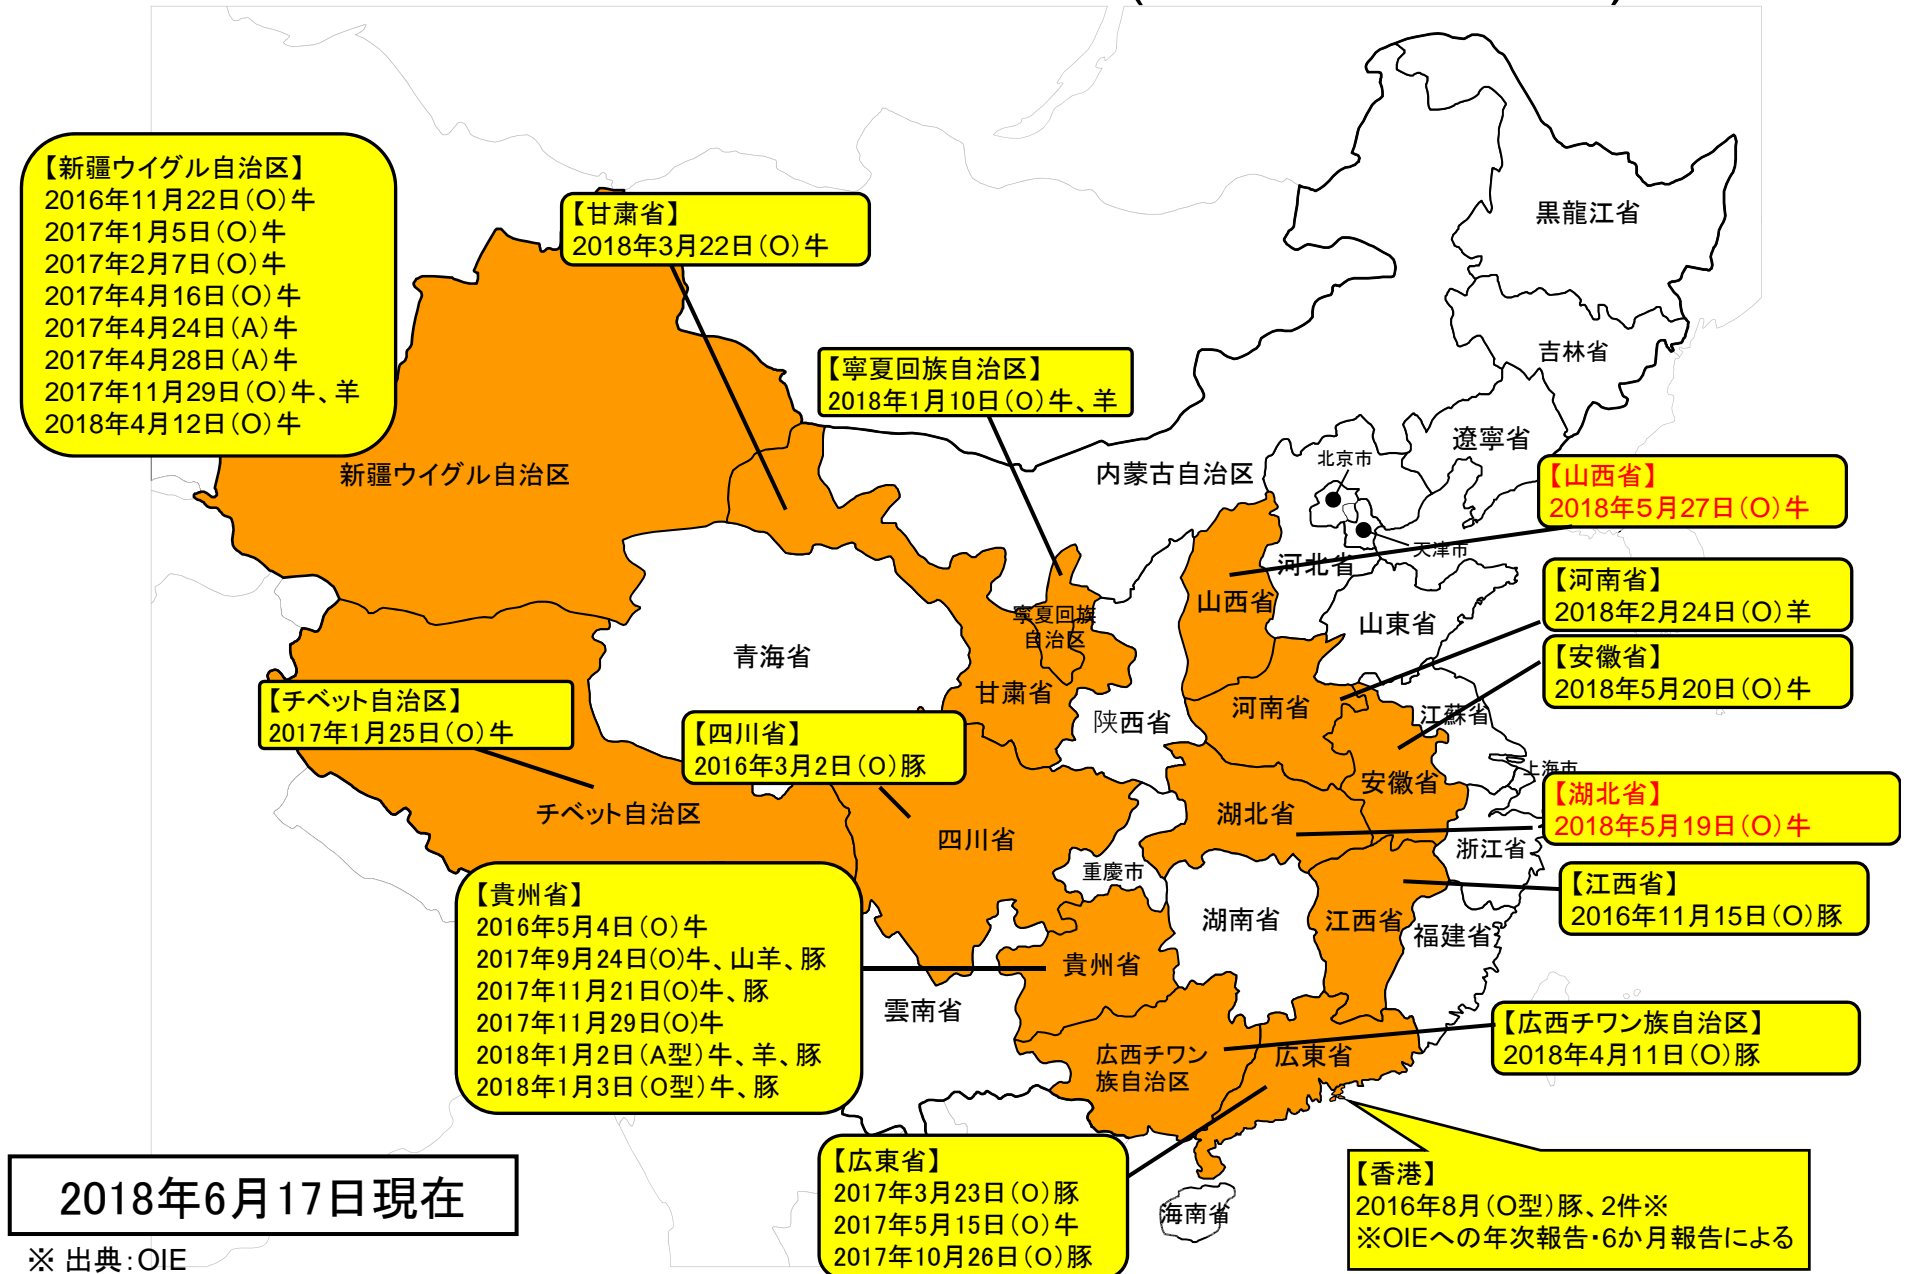 【新疆ウイグル自治区】
2016年11月22日(O)牛
2017年1月5日(O)牛
2017年2月7日(O)牛
2017年4月16日(O)牛
2017年4月24日(A)牛
2017年4月28日(A)牛
2017年11月29日(O)牛、羊
2018年4月12日(O)牛
【甘粛省】
2018年3月22日(O)牛
【寧夏回族自治区】
2018年1月10日(O)牛、羊
黒龍江省
吉林省
遼寧省
北京市
内蒙古自治区
新疆ウイグル自治区
【山西省】
2018年5月27日(O)牛
天津市
河北省
山西省
山東省
【河南省】
2018年2月24日(O)羊
【安徽省】
2018年5月20日(O)牛
寧夏回族
自治区
青海省
甘粛省
陕西省
河南省
江蘇省
【チベット自治区】
2017年1月25日(O)牛
【四川省】
2016年3月2日(O)豚
上海市
安徽省
【湖北省】
2018年5月19日(O)牛
チベット自治区
四川省
湖北省
浙江省
重慶市
【江西省】
2016年11月15日(O)豚
【貴州省】
2016年5月4日(O)牛
2017年9月24日(O)牛、山羊、豚
2017年11月21日(O)牛、豚
2017年11月29日(O)牛
2018年1月2日(A型)牛、羊、豚
2018年1月3日(O型)牛、豚
湖南省
江西省
福建省
貴州省
雲南省
【広西チワン族自治区】
2018年4月11日(O)豚
広西チワン
族自治区
広東省
【広東省】
2017年3月23日(O)豚
2017年5月15日(O)牛
2017年10月26日(O)豚
海南省
【香港】
2016年8月(O型)豚、2件※
※OIEへの年次報告・6か月報告による
2018年6月17日現在
※ 出典:OIE